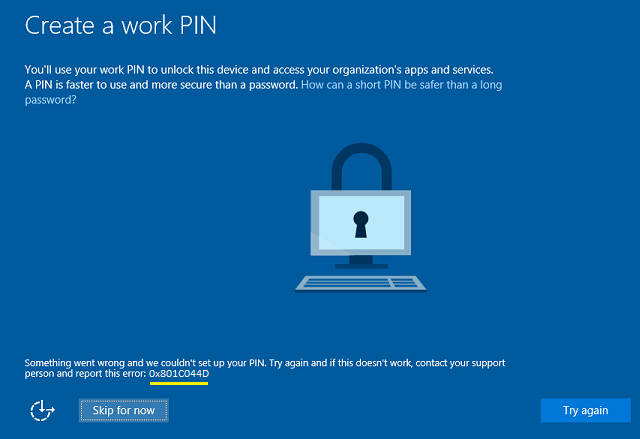 Create a work PIN
You'll use your work PIN to unlock this device and access your organization's apps and services.
A PIN is faster to use and more secure than a password. How can a short PIN be safer than a long
password?
Something went wrong and we couldn't set up your PIN. Try again and if this doesn't work, contact your support
person and report this error: 0x801C044D
Skip for now
Try again